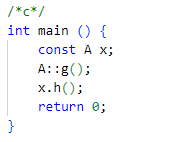 /*c*/
int main () {
    const A x;
    A::g();
    x.h();
    return 0;
}